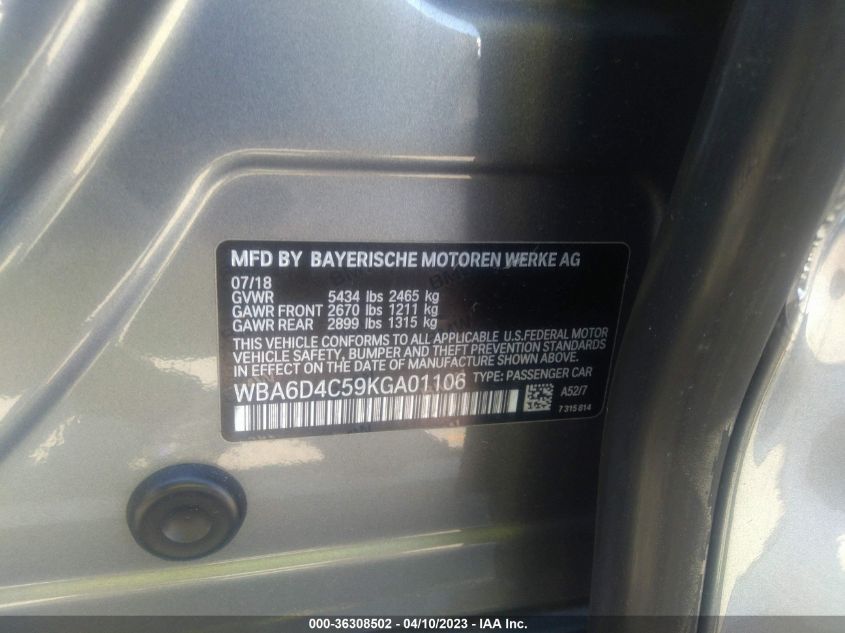 MFD BY BAYERISCHE MOTOREN WERKE AG
07/18
GVWR 5434 lbs 2465 kg
GAWR FRONT 2670 lbs 1211 kg
GAWR REAR 2899 lbs 1315 kg
THIS VEHICLE CONFORMS TO ALL APPLICABLE U.S.FEDERAL MOTOR
VEHICLE SAFETY, BUMPER AND THEFT PREVENTION STANDARDS
IN EFFECT ON THE DATE OF MANUFACTURE SHOWN ABOVE.
WBA6D4C59KGA01106 TYPE: PASSENGER CAR
A52/7
7 315 614
000-36308502 - 04/10/2023 - IAA Inc.